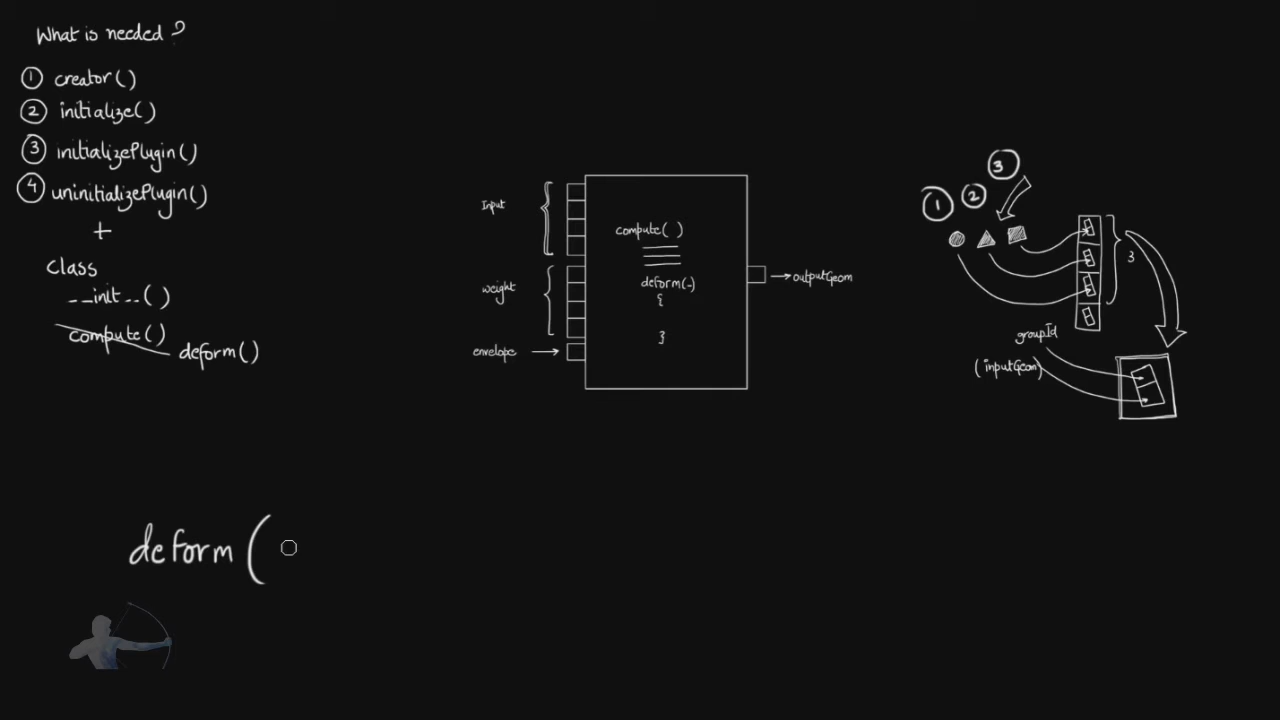 What is needed?
1 creator()
2 initialize()
3 initializePlugin()
4 uninitializePlugin()
+
class
__init__()
compute()
deform()
Input
weight
envelope
compute( )
deform(-)
{
}
outputGeom
1 2 3
3
groupId
(inputGeom)
deform(